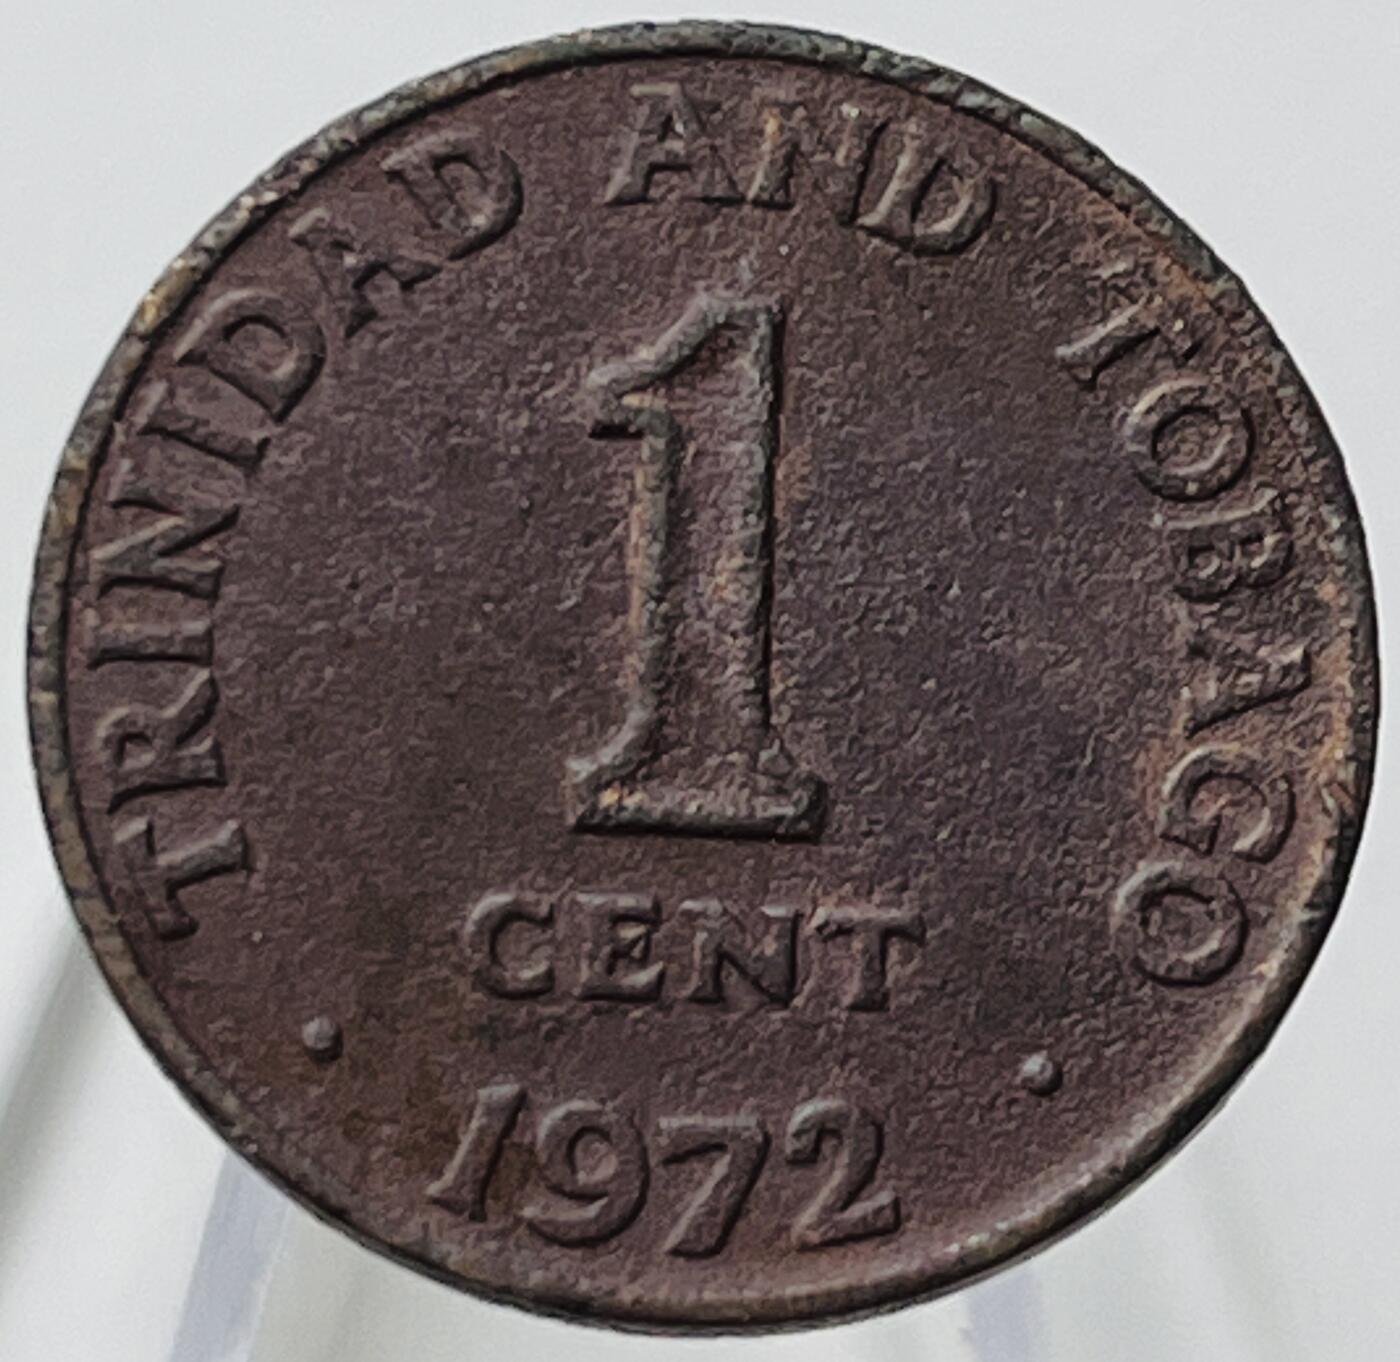 TRINIDAD AND TOBAGO
1
CENT
1972